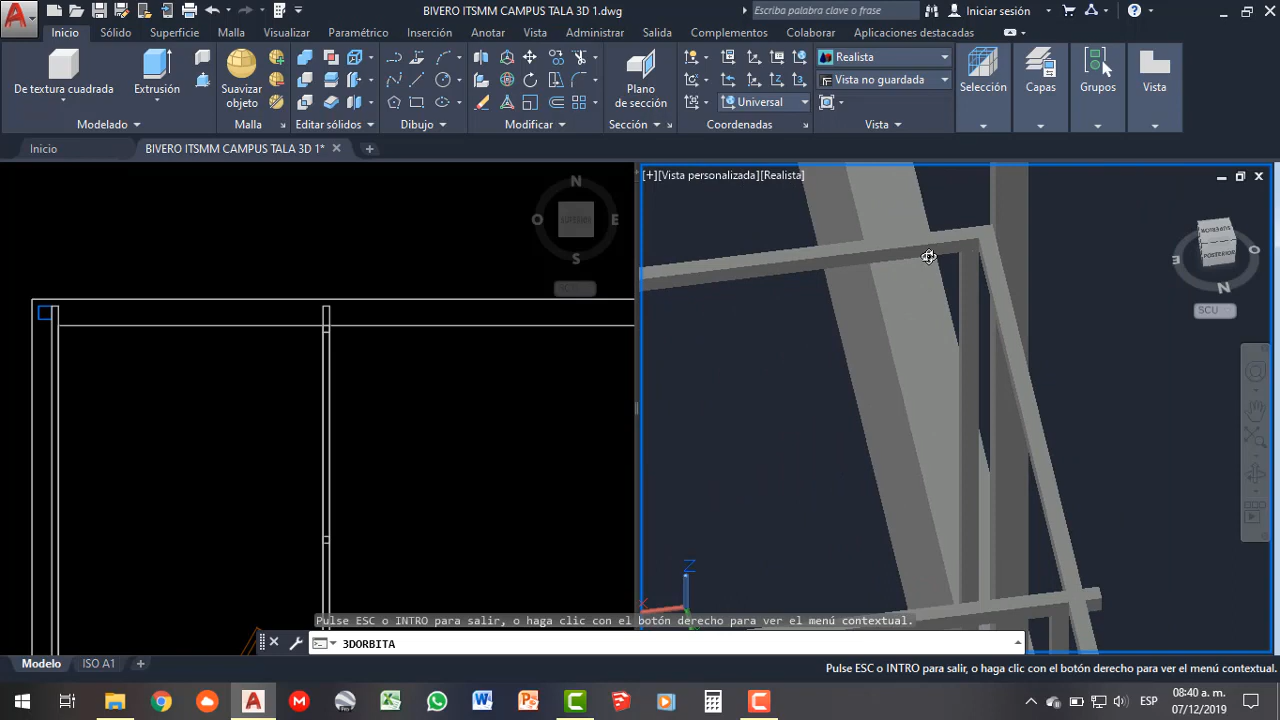 BIVERO ITSMM CAMPUS TALA 3D 1.dwg
Escriba palabra clave o frase
Iniciar sesión
Inicio Sólido Superficie Malla Visualizar Paramétrico Inserción Anotar Vista Administrar Salida Complementos Colaborar Aplicaciones destacadas
De textura cuadrada
Extrusión
Suavizar objeto
Plano de sección
Realista
Vista no guardada
Universal
Selección
Capas
Grupos
Vista
Modelado
Malla
Editar sólidos
Dibujo
Modificar
Sección
Coordenadas
Vista
Inicio
BIVERO ITSMM CAMPUS TALA 3D 1*
[+][Vista personalizada][Realista]
N
O
E
S
SUPERIOR
SUPERIOR
POSTERIOR
E
O
N
SCU
Z
X
Pulse ESC o INTRO para salir, o haga clic con el botón derecho para ver el menú contextual.
3DORBITA
Modelo
ISO A1
Pulse ESC o INTRO para salir, o haga clic con el botón derecho para ver el menú contextual.
ESP
08:40 a. m.
07/12/2019